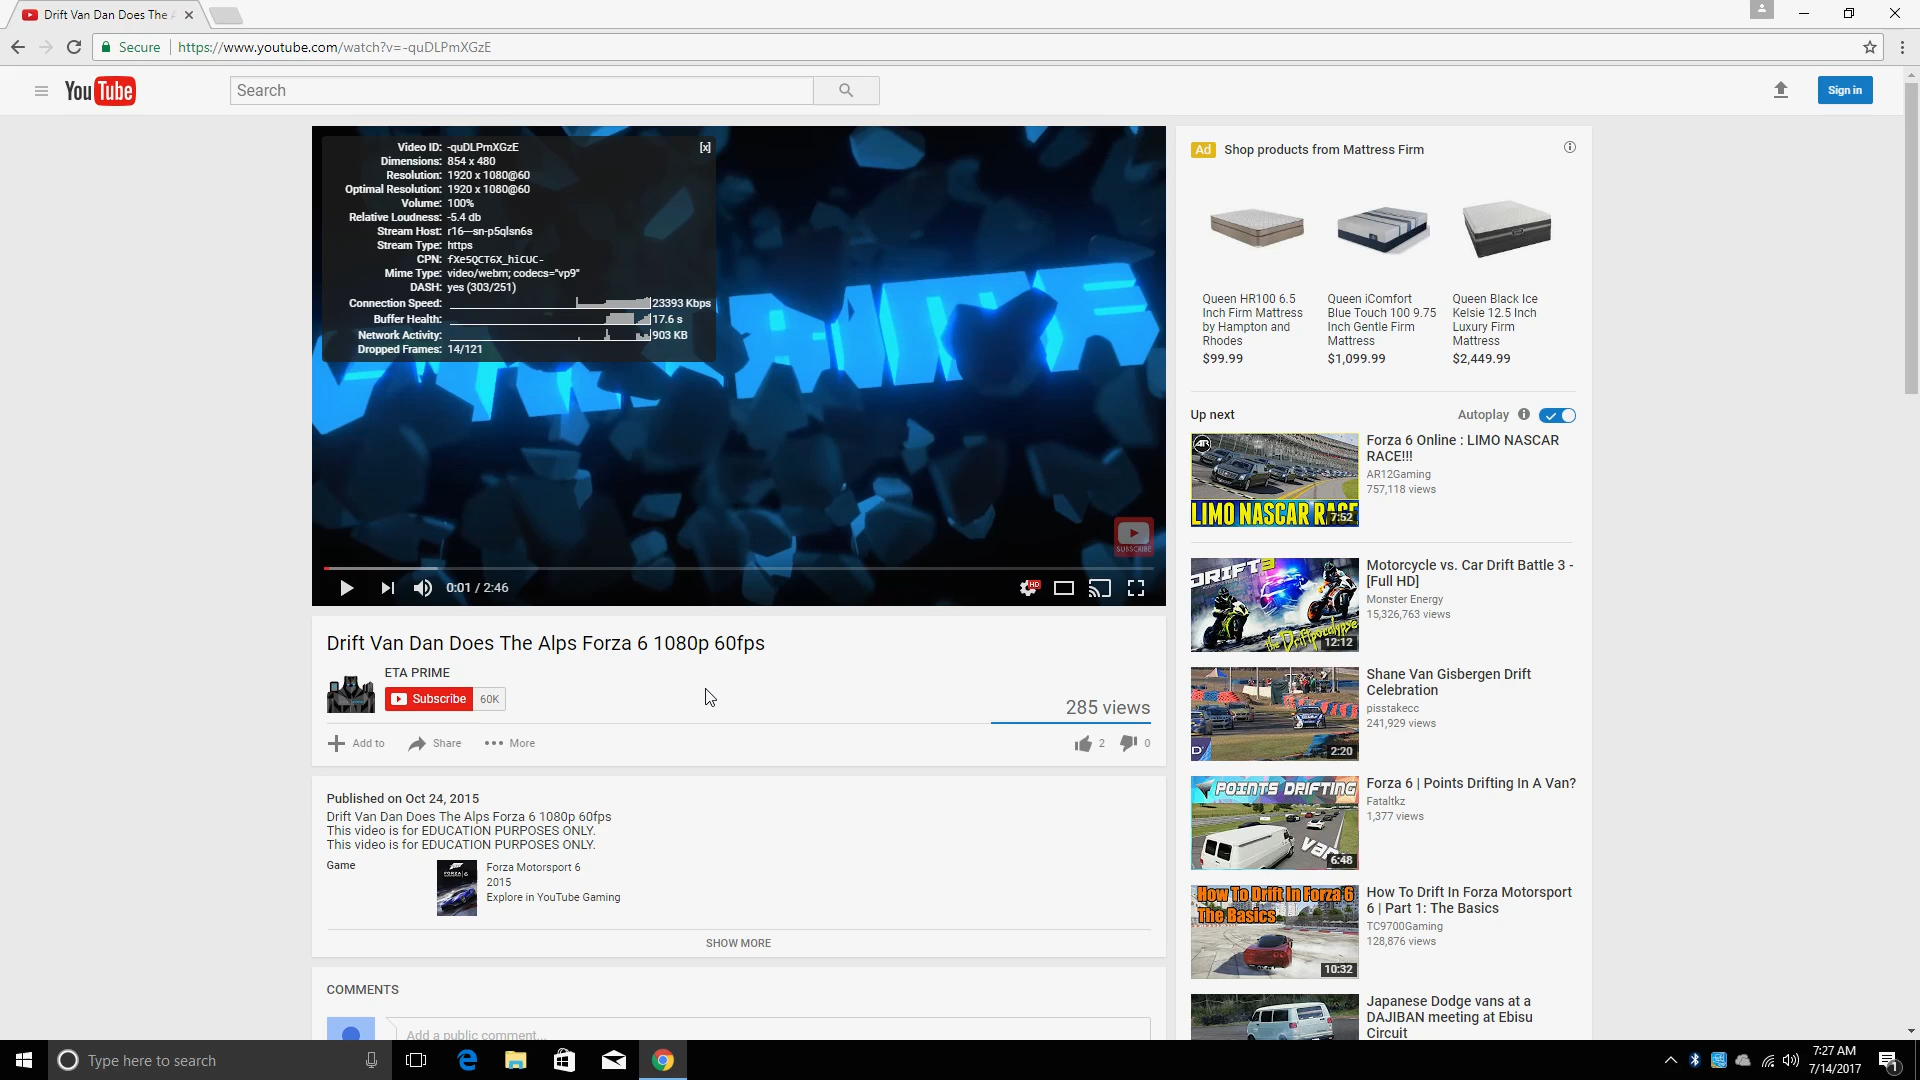 Drift Van Dan Does The
Secure https://www.youtube.com/watch?v=-quDLPmXGzE
YouTube
Search
Sign in
Video ID: -quDLPmXGzE
[x]
Dimensions: 854 x 480
Resolution: 1920 x 1080@60
Optimal Resolution: 1920 x 1080@60
Volume: 100%
Relative Loudness: -5.4 db
Stream Host: r16---sn-p5qlsn6s
Stream Type: https
CPN: fXe5QCT6X_hiCUC-
Mime Type: video/webm; codecs="vp9"
DASH: yes (303/251)
Connection Speed: 23393 Kbps
Buffer Health: 17.6 s
Network Activity: 903 KB
Dropped Frames: 14/121
SUBSCRIBE
0:01 / 2:46
HD
Drift Van Dan Does The Alps Forza 6 1080p 60fps
ETA PRIME
Subscribe 60K
285 views
Add to Share More
2 0
Published on Oct 24, 2015
Drift Van Dan Does The Alps Forza 6 1080p 60fps
This video is for EDUCATION PURPOSES ONLY.
This video is for EDUCATION PURPOSES ONLY.
Game
Forza Motorsport 6
2015
Explore in YouTube Gaming
SHOW MORE
COMMENTS
Add a public comment...
Ad Shop products from Mattress Firm
Queen HR100 6.5
Inch Firm Mattress
by Hampton and
Rhodes
$99.99
Queen iComfort
Blue Touch 100 9.75
Inch Gentle Firm
Mattress
$1,099.99
Queen Black Ice
Kelsie 12.5 Inch
Luxury Firm
Mattress
$2,449.99
Up next
Autoplay
LIMO NASCAR RACE
7:52
Forza 6 Online : LIMO NASCAR
RACE!!!
AR12Gaming
757,118 views
DRIFT3
the Driftpocalypse
12:12
Motorcycle vs. Car Drift Battle 3 -
[Full HD]
Monster Energy
15,326,763 views
2:20
Shane Van Gisbergen Drift
Celebration
pisstakecc
241,929 views
POINTS DRIFTING
van
6:48
Forza 6 | Points Drifting In A Van?
Fataltkz
1,377 views
How To Drift In Forza 6
The Basics
10:32
How To Drift In Forza Motorsport
6 | Part 1: The Basics
TC9700Gaming
128,876 views
Japanese Dodge vans at a
DAJIBAN meeting at Ebisu
Circuit
Type here to search
7:27 AM
7/14/2017
1